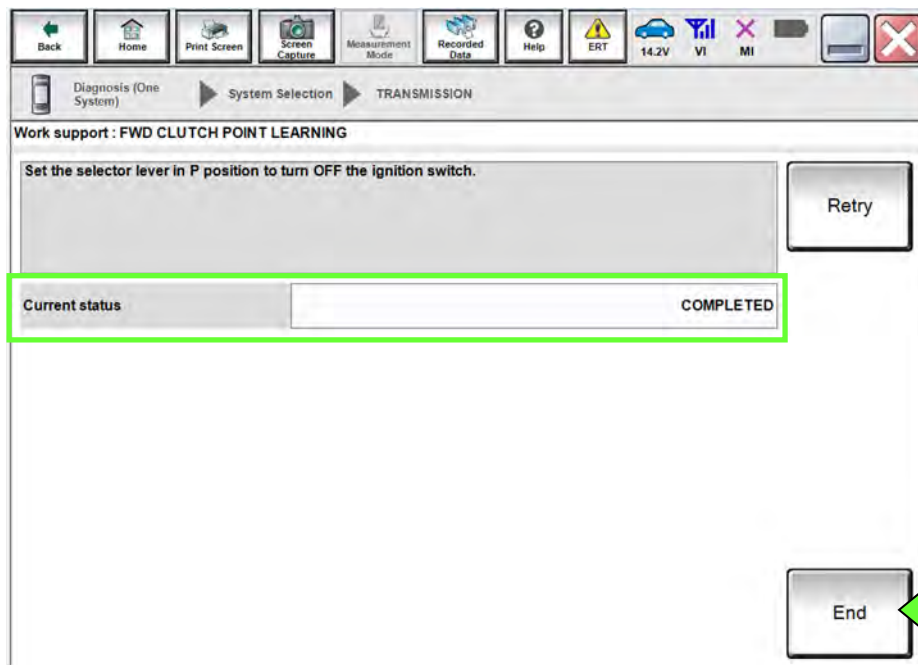 Back
Home
Print Screen
Screen
Capture
Measurement
Mode
Recorded
Data
Help
ERT
14.2V
VI
MI
Diagnosis (One
System)
System Selection
TRANSMISSION
Work support : FWD CLUTCH POINT LEARNING
Set the selector lever in P position to turn OFF the ignition switch.
Retry
Current status
COMPLETED
End